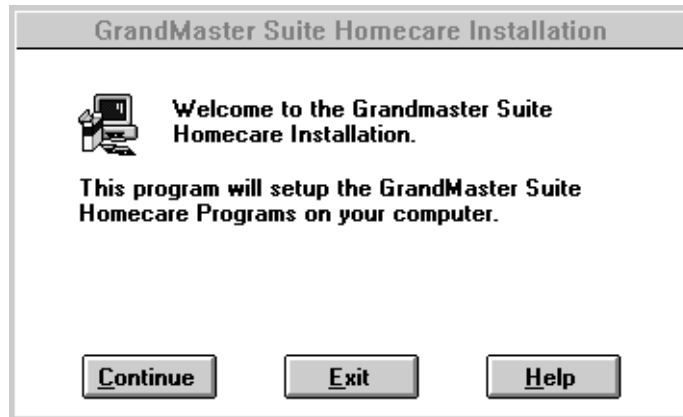 GrandMaster Suite Homecare Installation
Welcome to the Grandmaster Suite
Homecare Installation.
This program will setup the GrandMaster Suite
Homecare Programs on your computer.
Continue Exit Help